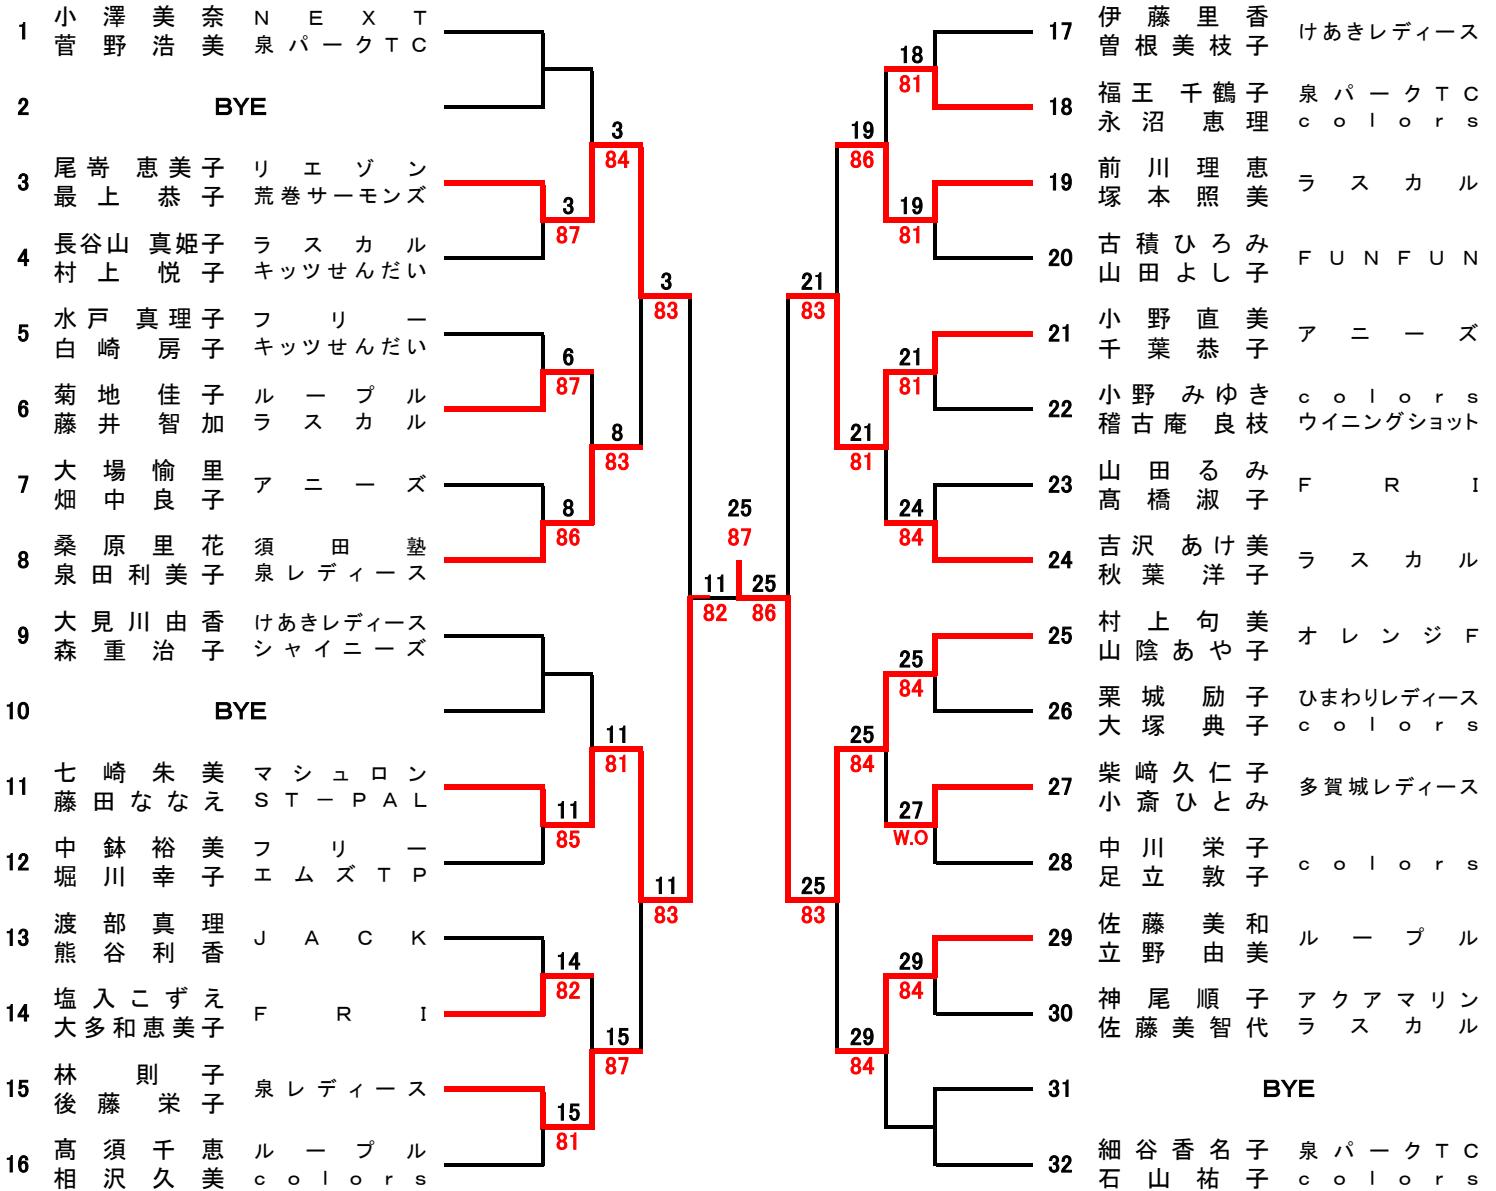 1 小澤美奈 NEXT
菅野浩美 泉パークTC
2 BYE
3 尾嵜恵美子 リエゾン
最上恭子 荒巻サーモンズ
4 長谷山真姫子 ラスカル
村上悦子 キッツせんだい
5 水戸真理子 フリー
白崎房子 キッツせんだい
6 菊地佳子 ループル
藤井智加 ラスカル
7 大場愉里 アニーズ
畑中良子
8 桑原里花 須田塾
泉田利美子 泉レディース
9 大見川由香 けあきレディース
森重治子 シャイニーズ
10 BYE
11 七崎朱美 マシュロン
藤田ななえ ST-PAL
12 中鉢裕美 フリー
堀川幸子 エムズTP
13 渡部真理 JACK
熊谷利香
14 塩入こずえ FRI
大多和恵美子
15 林則子 泉レディース
後藤栄子
16 髙須千恵 ループル
相沢久美 colors
3
87
6
87
8
86
11
85
14
82
15
81
3
84
8
83
11
81
15
87
3
83
11
83
11
82
25
87
25
86
21
83
25
83
19
86
21
81
25
84
29
84
18
81
19
81
21
81
24
84
25
84
27
W.O
29
84
17 伊藤里香 けあきレディース
曽根美枝子
18 福王千鶴子 泉パークTC
永沼恵理 colors
19 前川理恵 ラスカル
塚本照美
20 古積ひろみ FUNFUN
山田よし子
21 小野直美 アニーズ
千葉恭子
22 小野みゆき colors
稽古庵良枝 ウイニングショット
23 山田るみ FRI
髙橋淑子
24 吉沢あけ美 ラスカル
秋葉洋子
25 村上句美 オレンジF
山陰あや子
26 栗城励子 ひまわりレディース
大塚典子 colors
27 柴﨑久仁子 多賀城レディース
小斎ひとみ
28 中川栄子 colors
足立敦子
29 佐藤美和 ループル
立野由美
30 神尾順子 アクアマリン
佐藤美智代 ラスカル
31 BYE
32 細谷香名子 泉パークTC
石山祐子 colors